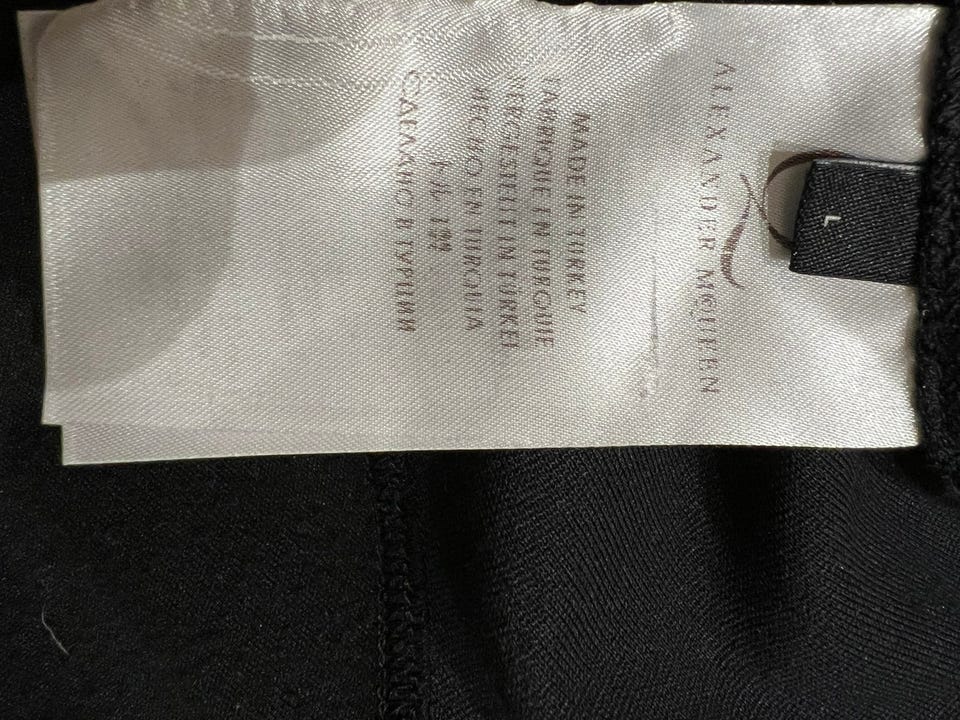 L
ALEXANDER McQUEEN
MADE IN TURKEY
FABRIQUE EN TURQUIE
HERGESTELLT IN TÜRKEI
HECHO EN TURQUIA
СДЕЛАНО В ТУРЦИИ